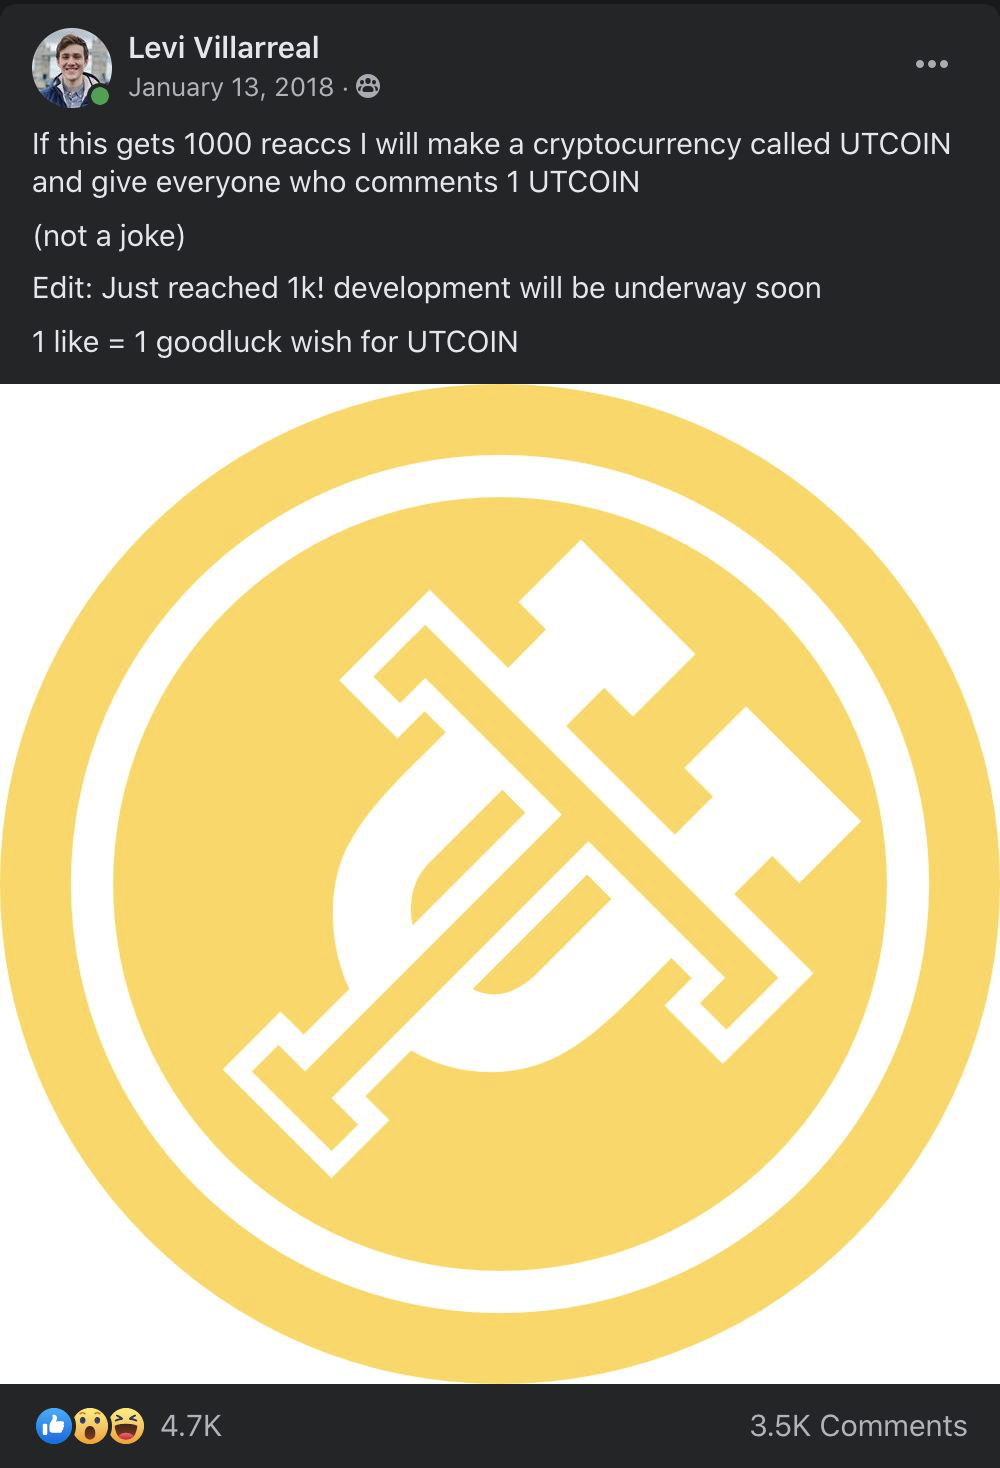 Levi Villarreal
January 13, 2018 ·
If this gets 1000 reaccs I will make a cryptocurrency called UTCOIN
and give everyone who comments 1 UTCOIN
(not a joke)
Edit: Just reached 1k! development will be underway soon
1 like = 1 goodluck wish for UTCOIN
UT
4.7K
3.5K Comments